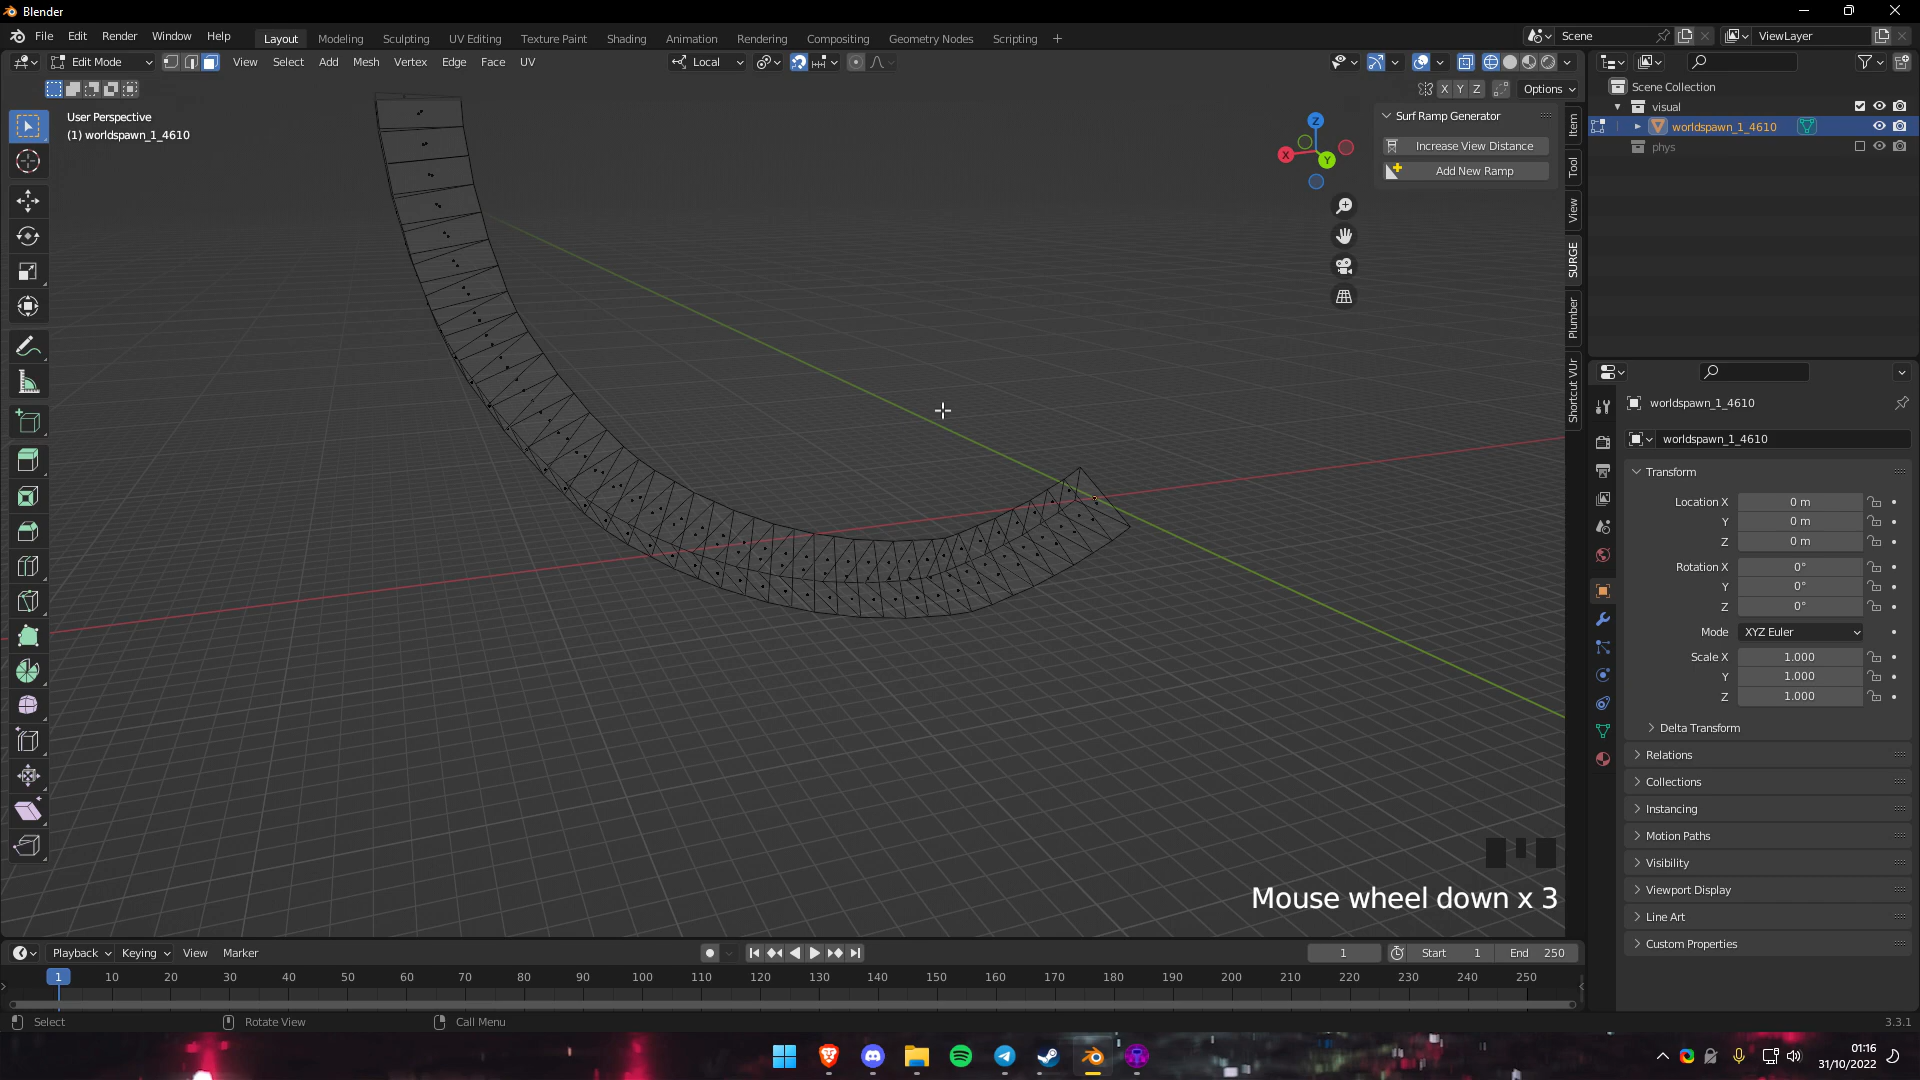 Blender
File Edit Render Window Help
Layout Modeling Sculpting UV Editing Texture Paint Shading Animation Rendering Compositing Geometry Nodes Scripting +
Scene
ViewLayer
Edit Mode
View Select Add Mesh Vertex Edge Face UV
Local
X Y Z
Options
User Perspective
(1) worldspawn_1_4610
Z
X
Y
Surf Ramp Generator
Increase View Distance
Add New Ramp
Item
Tool
View
SURGE
Plumber
Shortcut VUr
Scene Collection
visual
worldspawn_1_4610
phys
worldspawn_1_4610
worldspawn_1_4610
Transform
Location X 0 m
Y 0 m
Z 0 m
Rotation X 0°
Y 0°
Z 0°
Mode XYZ Euler
Scale X 1.000
Y 1.000
Z 1.000
Delta Transform
Relations
Collections
Instancing
Motion Paths
Visibility
Viewport Display
Line Art
Custom Properties
Mouse wheel down x 3
Playback Keying View Marker
1
Start 1
End 250
1 10 20 30 40 50 60 70 80 90 100 110 120 130 140 150 160 170 180 190 200 210 220 230 240 250
Select
Rotate View
Call Menu
3.3.1
01:16
31/10/2022